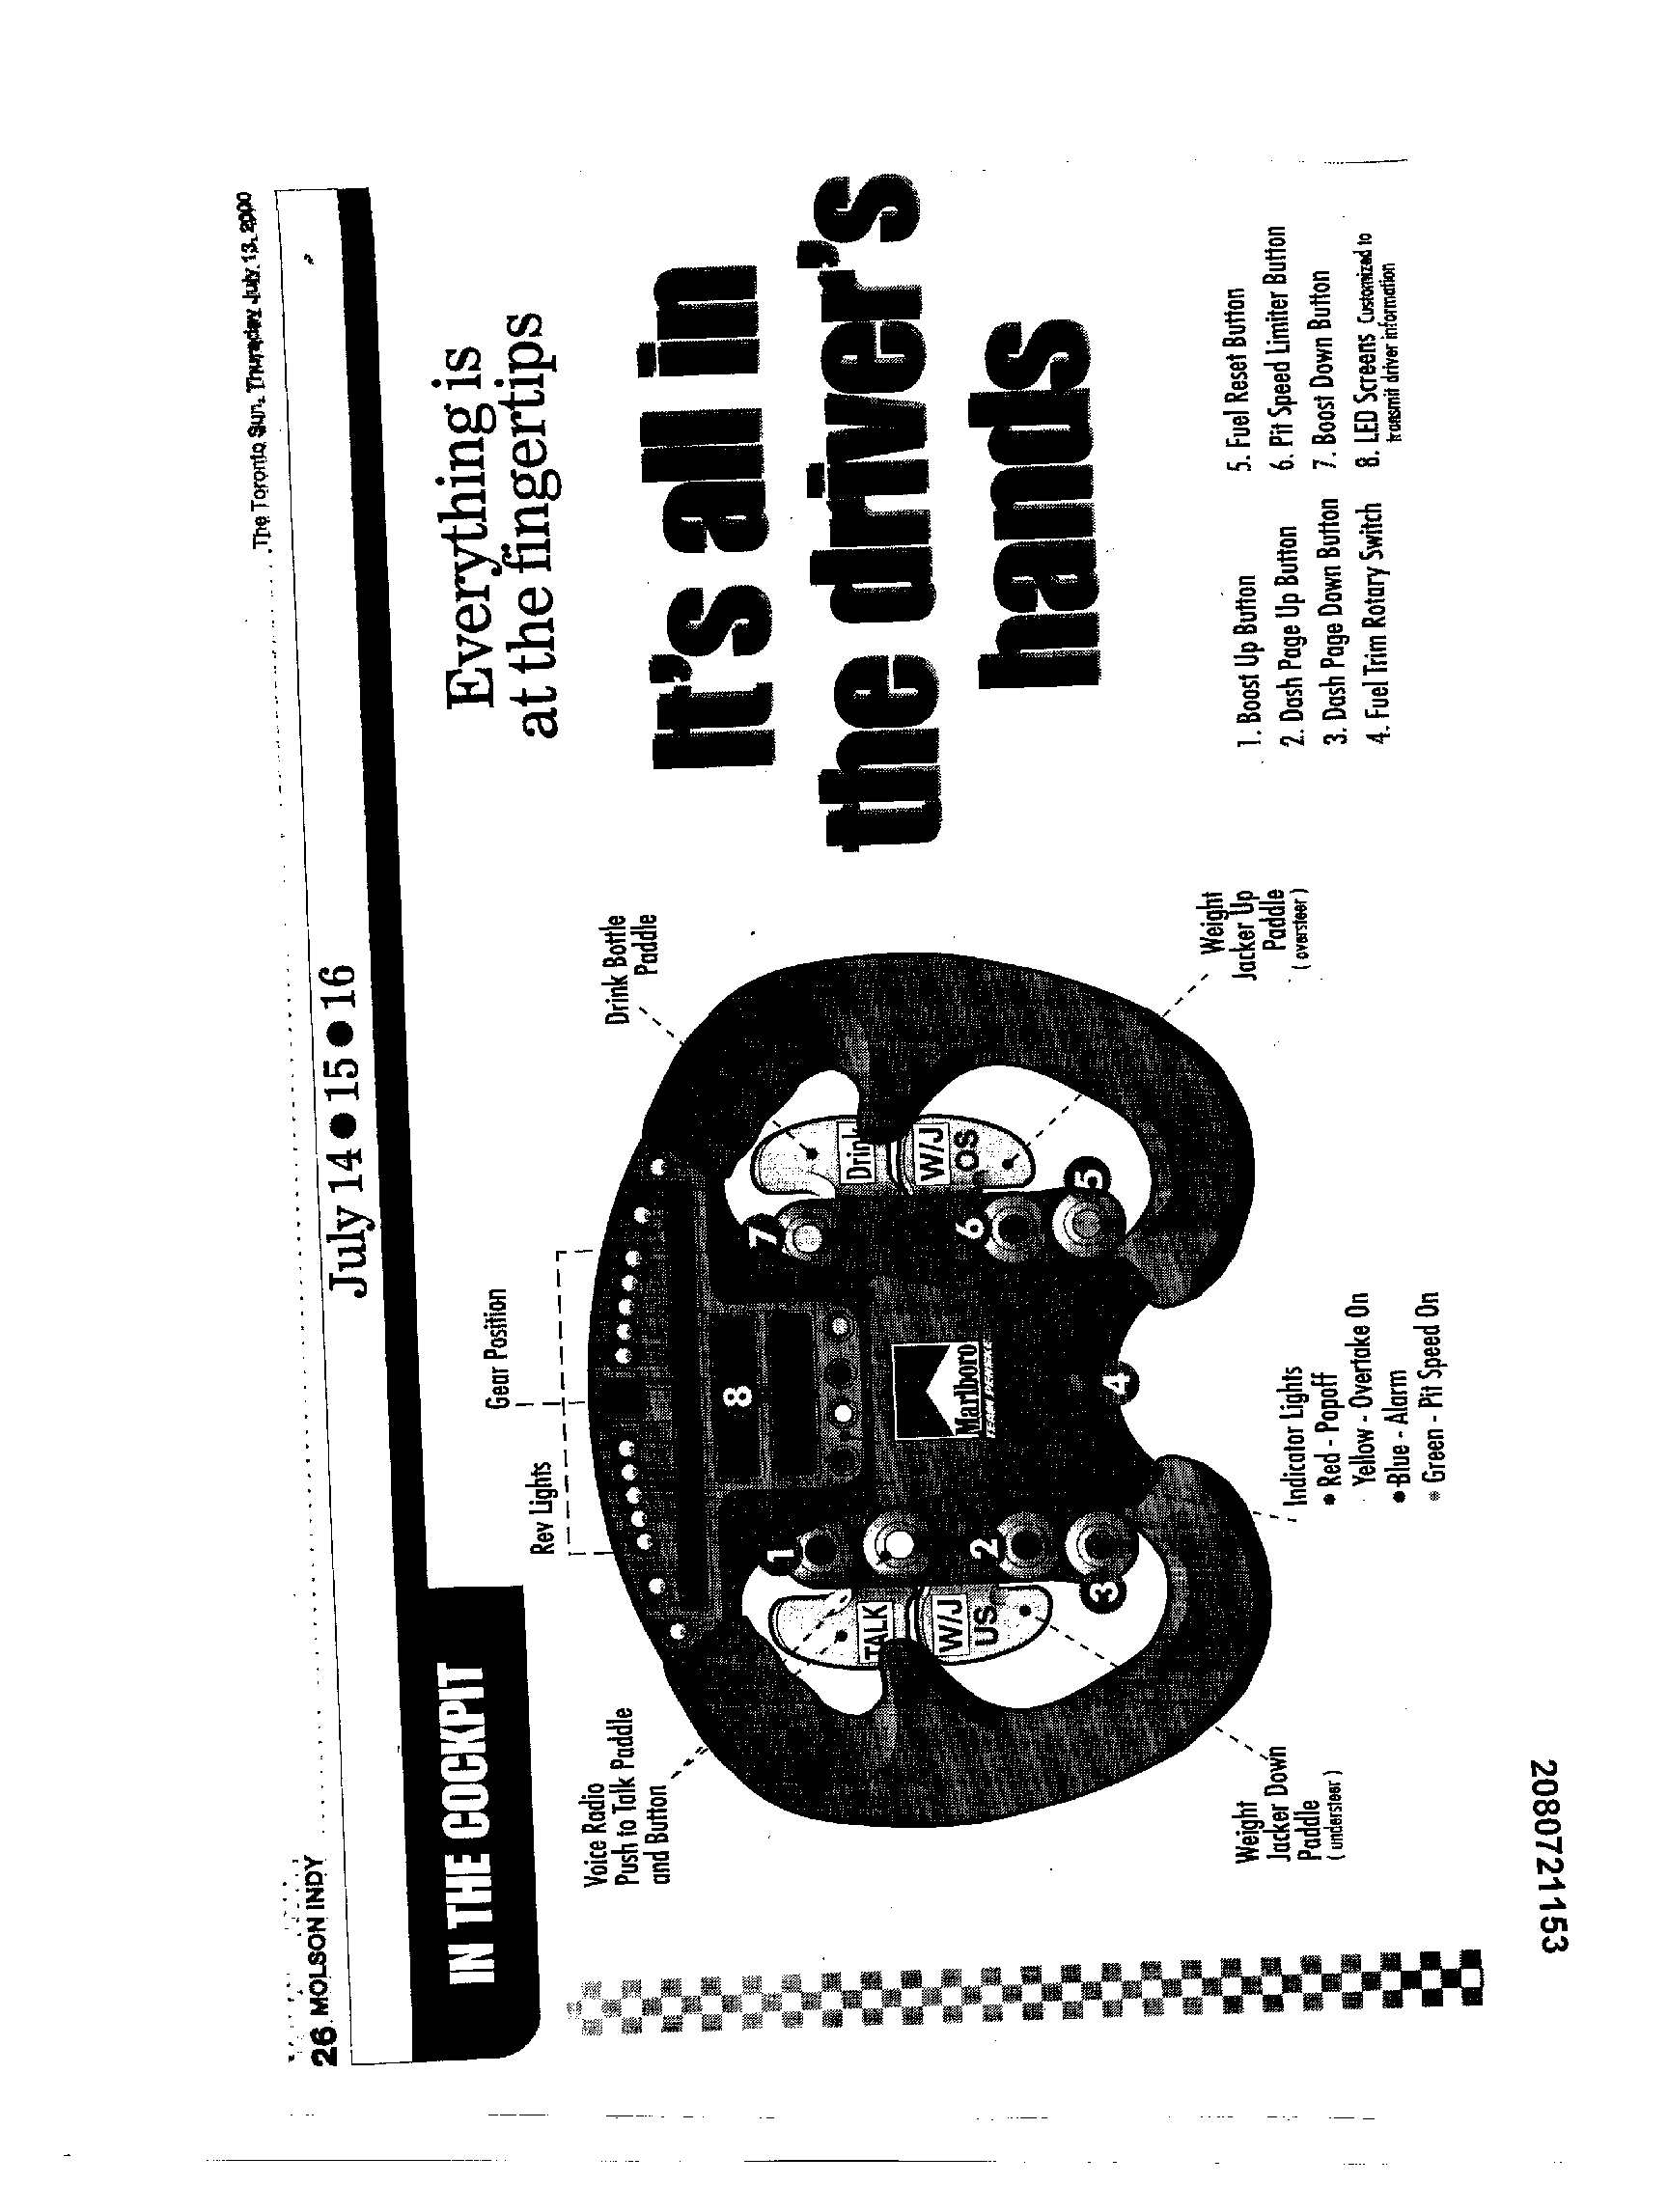 The Toronto Sun, Thursday July 13, 2000
26 MOLSON INDY
July 14 ● 15 ● 16
IN THE COCKPIT
Everything is
at the fingertips
It's all in
the driver's
hands
Gear Position
Rev Lights
Voice Radio
Push to Talk Paddle
and Button
Drink Bottle
Paddle
8
1
7
TALK
Drink
W/J
US
W/J
OS
2
6
3
5
4
Marlboro
TEAM PENSKE
Weight
Jacker Down
Paddle
( understeer )
Indicator Lights
● Red - Popoff
Yellow - Overtake On
● Blue - Alarm
● Green - Pit Speed On
Weight
Jacker Up
Paddle
( oversteer )
1. Boost Up Button
2. Dash Page Up Button
3. Dash Page Down Button
4. Fuel Trim Rotary Switch
5. Fuel Reset Button
6. Pit Speed Limiter Button
7. Boost Down Button
8. LED Screens Customized to
transmit driver information
2080721153